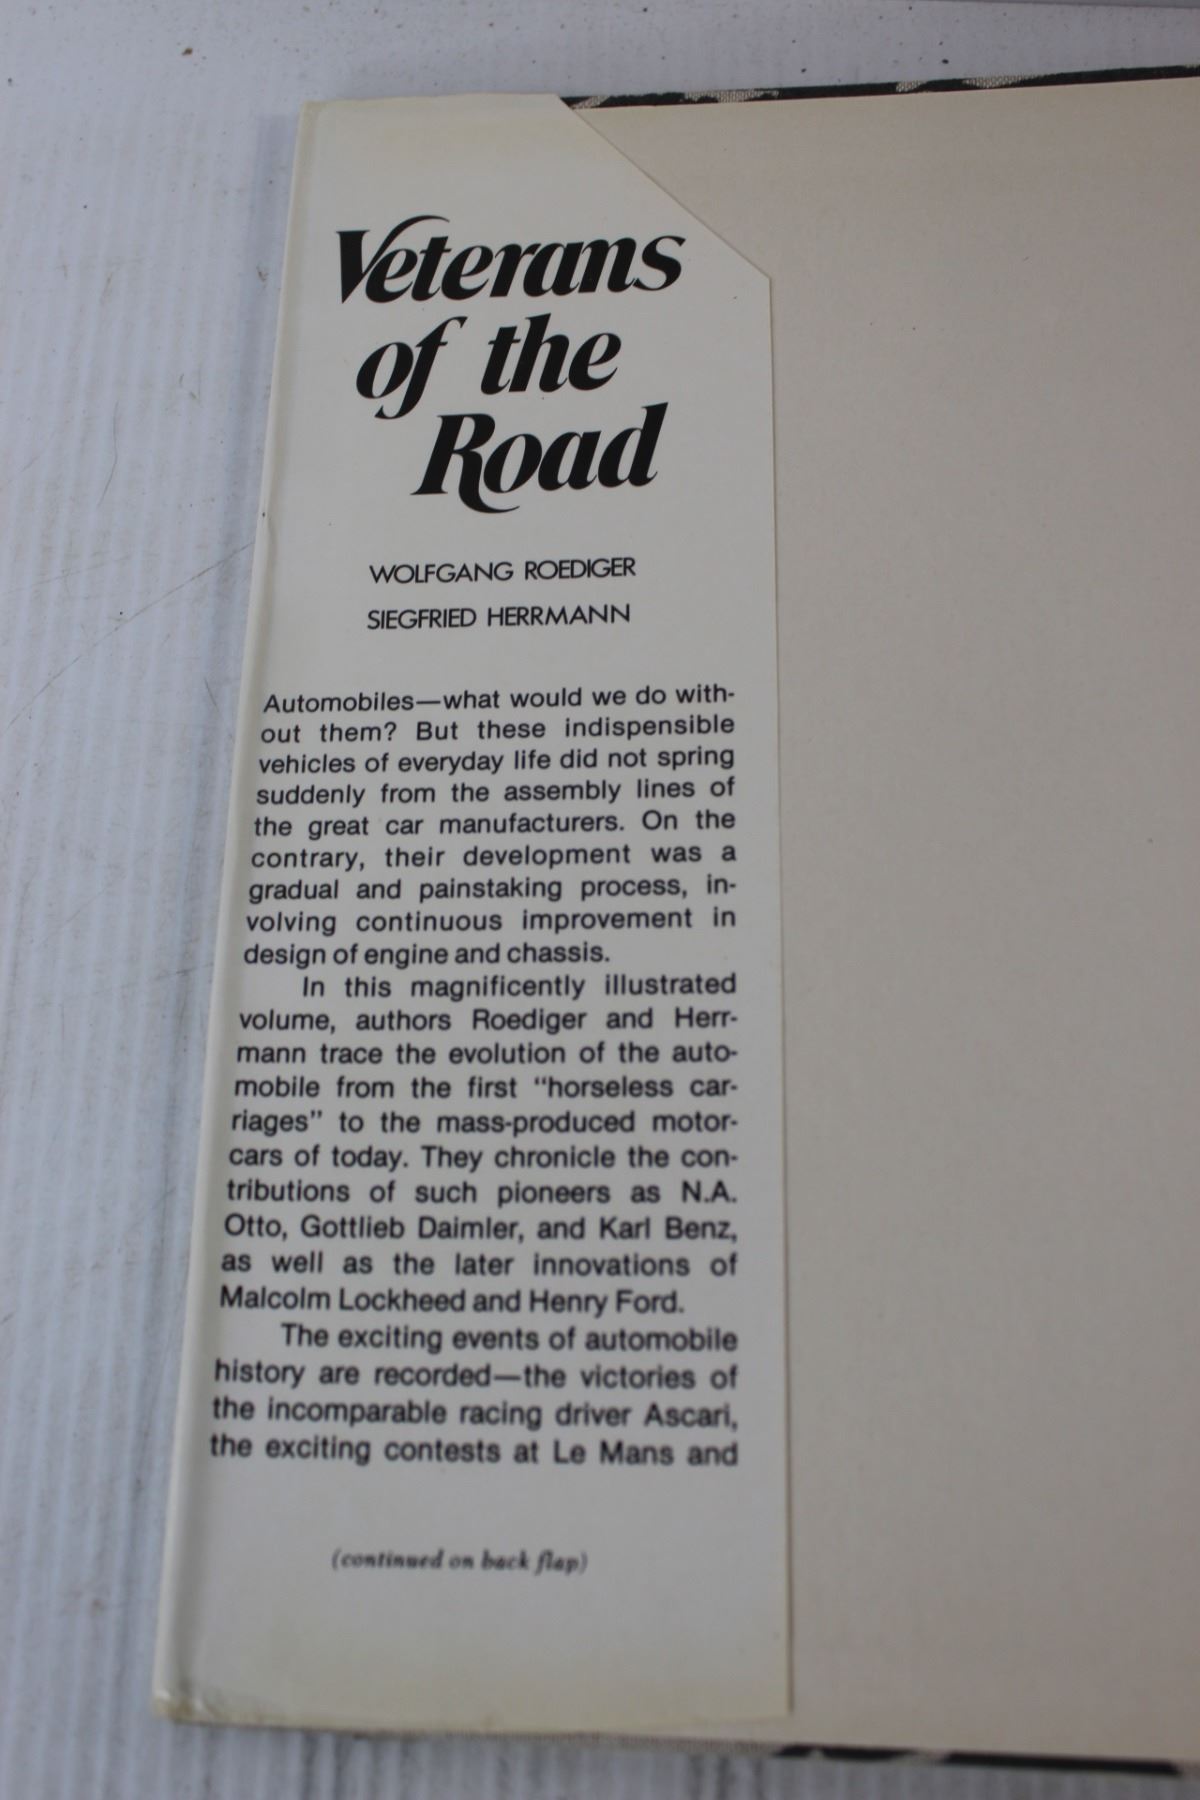 Veterans
of the
Road
WOLFGANG ROEDIGER
SIEGFRIED HERRMANN
Automobiles—what would we do with-
out them? But these indispensible
vehicles of everyday life did not spring
suddenly from the assembly lines of
the great car manufacturers. On the
contrary, their development was a
gradual and painstaking process, in-
volving continuous improvement in
design of engine and chassis.
In this magnificently illustrated
volume, authors Roediger and Herr-
mann trace the evolution of the auto-
mobile from the first “horseless car-
riages” to the mass-produced motor-
cars of today. They chronicle the con-
tributions of such pioneers as N.A.
Otto, Gottlieb Daimler, and Karl Benz,
as well as the later innovations of
Malcolm Lockheed and Henry Ford.
The exciting events of automobile
history are recorded—the victories of
the incomparable racing driver Ascari,
the exciting contests at Le Mans and
(continued on back flap)